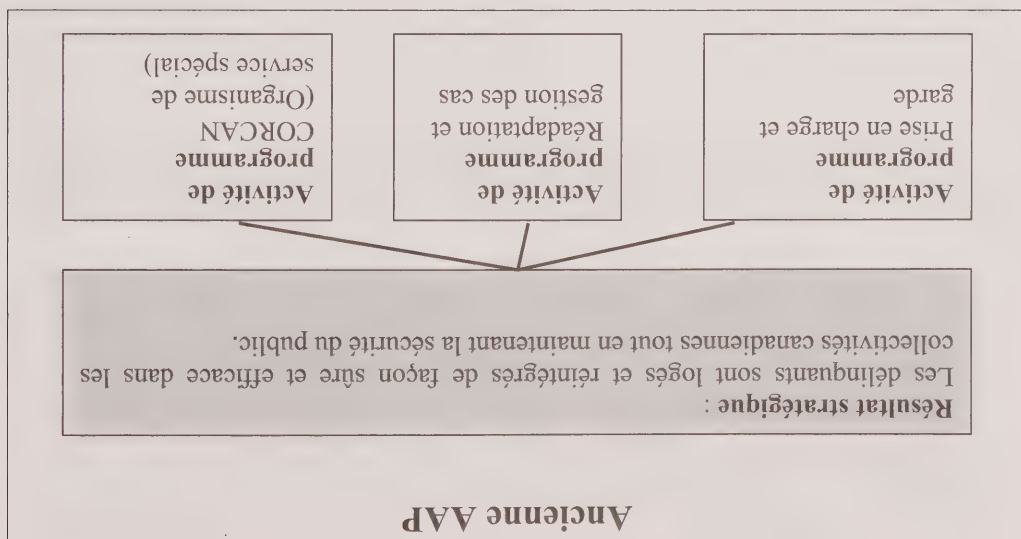 Ancienne AAP
Résultat stratégique :
Les délinquants sont logés et réintégrés de façon sûre et efficace dans les
collectivités canadiennes tout en maintenant la sécurité du public.
Activité de
programme
Prise en charge et
garde
Activité de
programme
Réadaptation et
gestion des cas
Activité de
programme
CORCAN
(Organisme de
service spécial)